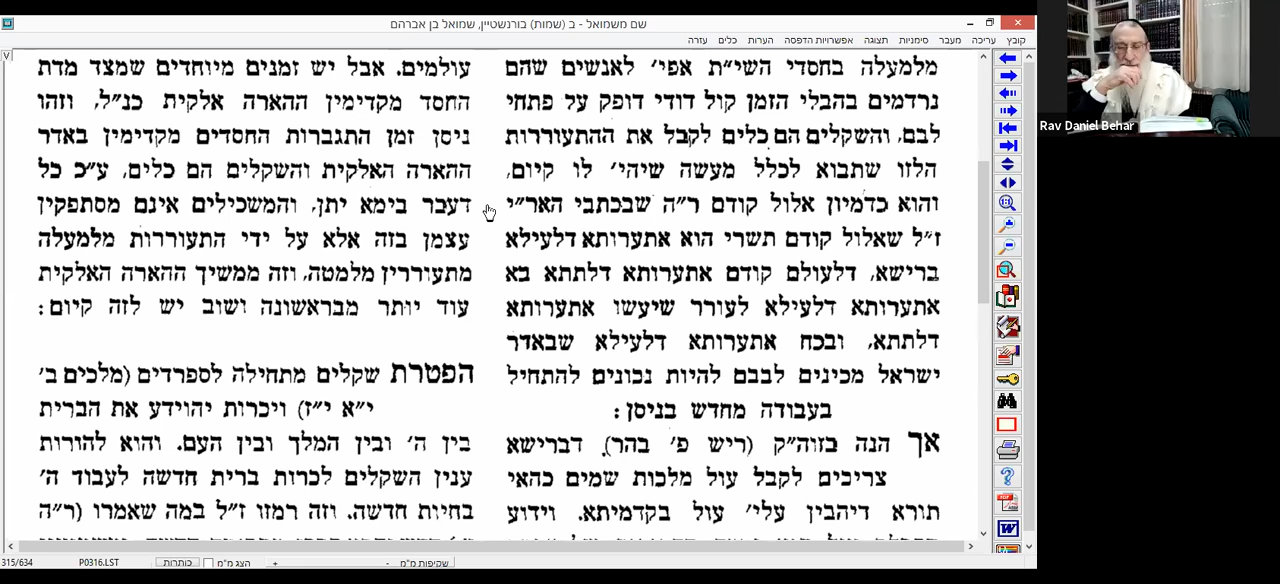 שם משמואל - ב (שמות) בורנשטיין, שמואל בן אברהם
קובץ עריכה מעבר סימניות תצוגה אפשרויות הדפסה הערות כלים עזרה
Rav Daniel Behar
מלמעלה בחסדי השי״ת אפי׳ לאנשים שהם
נרדמים בהבלי הזמן קול דודי דופק על פתחי
לבם, והשקלים הם כלים לקבל את ההתעוררות
הלזו שתבוא לכלל מעשה שיהי׳ לו קיום,
והוא כדמיון אלול קודם ר״ה שבכתבי האר״י
ז״ל שאלול קודם תשרי הוא אתערותא דלעילא
ברישא, דלעולם קודם אתערותא דלתתא בא
אתערותא דלעילא לעורר שיעשו אתערותא
דלתתא, ובכח אתערותא דלעילא שבאדר
ישראל מכינים לבבם להיות נכונים להתחיל
בעבודה מחדש בניסן:
אך הנה בזוה״ק (ריש פ׳ בהר). דברישא
צריכים לקבל עול מלכות שמים כהאי
תורא דיהבין עלי׳ עול בקדמיתא. וידוע
עולמים. אבל יש זמנים מיוחדים שמצד מדת
החסד מקדימין ההארה אלקית כנ״ל, וזהו
ניסן זמן התגברות החסדים מקדימין באדר
ההארה האלקית והשקלים הם כלים, ע״כ כל
דעבר בימא יתן, והמשכילים אינם מסתפקין
עצמן בזה אלא על ידי התעוררות מלמעלה
מתעוררין מלמטה, וזה ממשיך ההארה האלקית
עוד יותר מבראשונה ושוב יש לזה קיום:
הפטרת שקלים מתחילה לספרדים (מלכים ב׳
י״א י״ז) ויכרות יהוידע את הברית
בין ה׳ ובין המלך ובין העם. והוא להורות
ענין השקלים לכרות ברית חדשה לעבוד ה׳
בחיות חדשה. וזה רמזו ז״ל במה שאמרו (ר״ה
315/634 P0316.LST כותרות הצג מ״מ + - שקיפות מ״מ